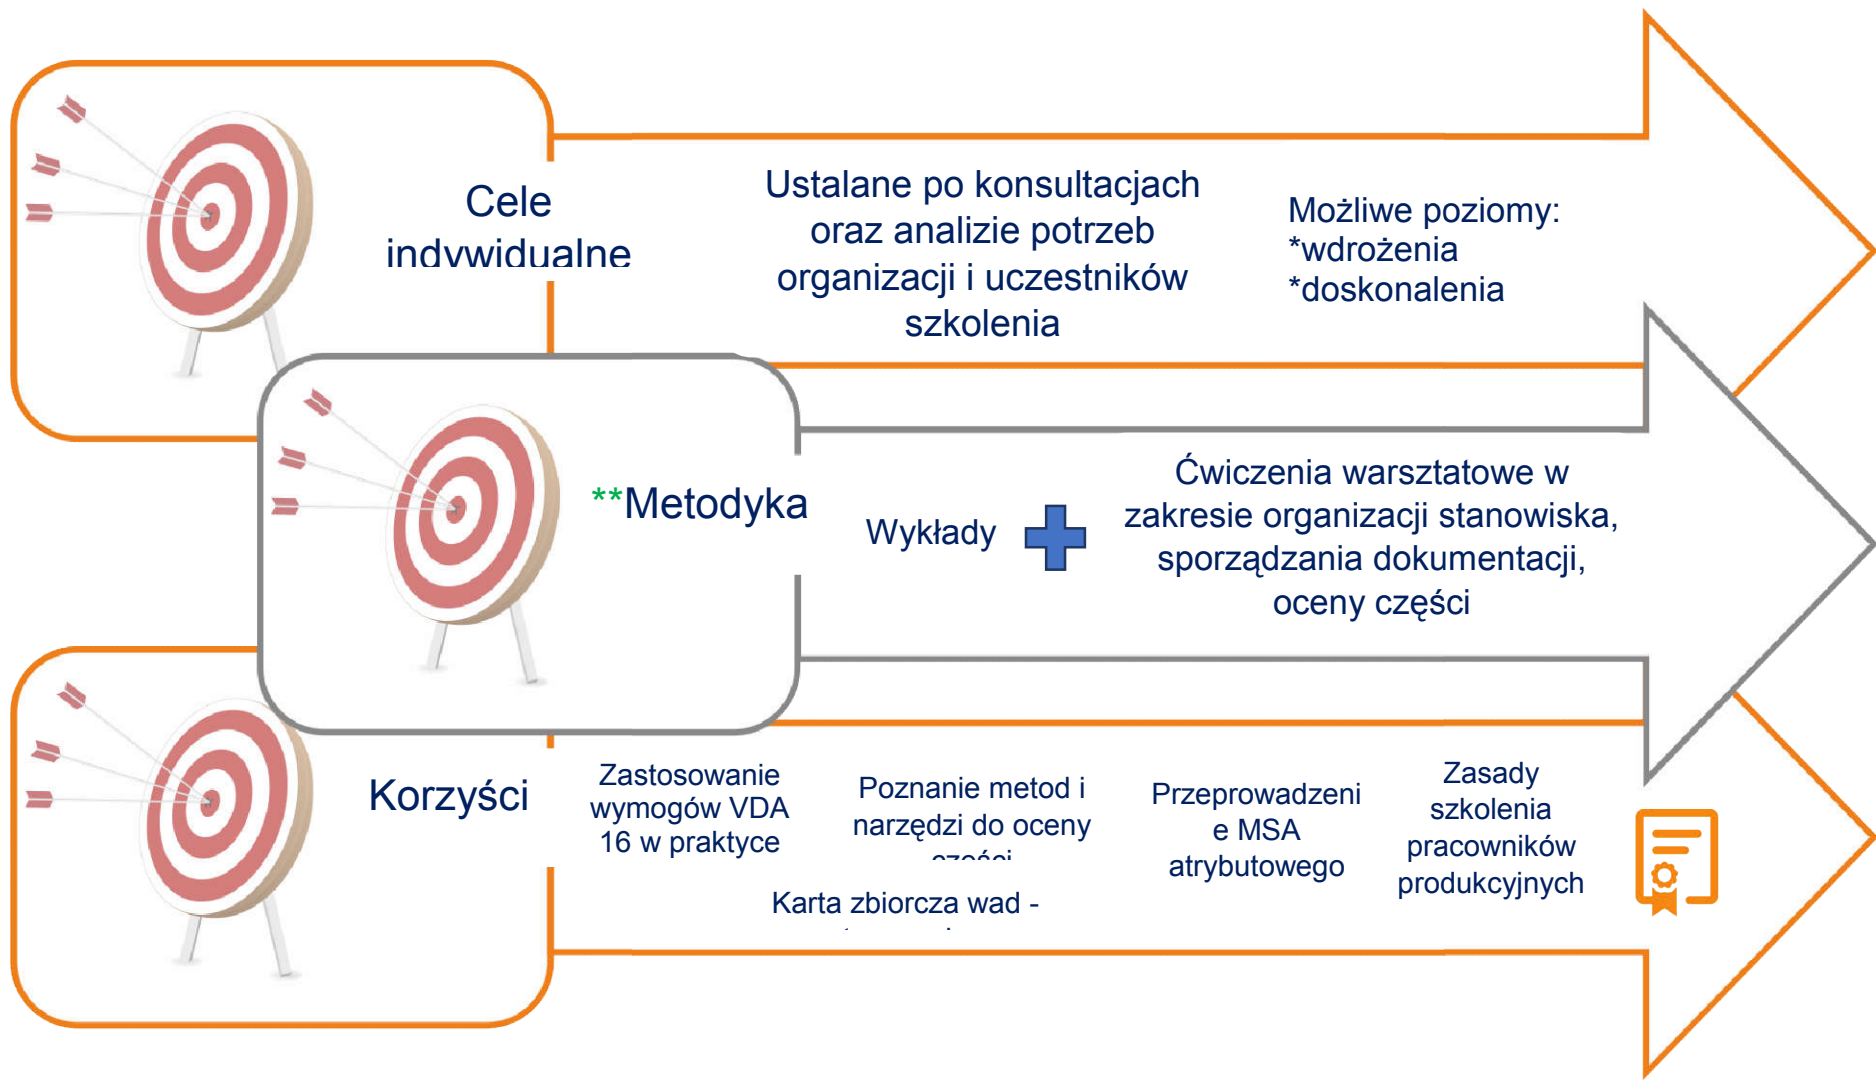 Cele
indywidualne
Ustalane po konsultacjach
oraz analizie potrzeb
organizacji i uczestników
szkolenia
Możliwe poziomy:
*wdrożenia
*doskonalenia
**Metodyka
Wykłady
Ćwiczenia warsztatowe w
zakresie organizacji stanowiska,
sporządzania dokumentacji,
oceny części
Korzyści
Zastosowanie
wymogów VDA
16 w praktyce
Poznanie metod i
narzędzi do oceny
części
Karta zbiorcza wad -
Przeprowadzeni
e MSA
atrybutowego
Zasady
szkolenia
pracowników
produkcyjnych